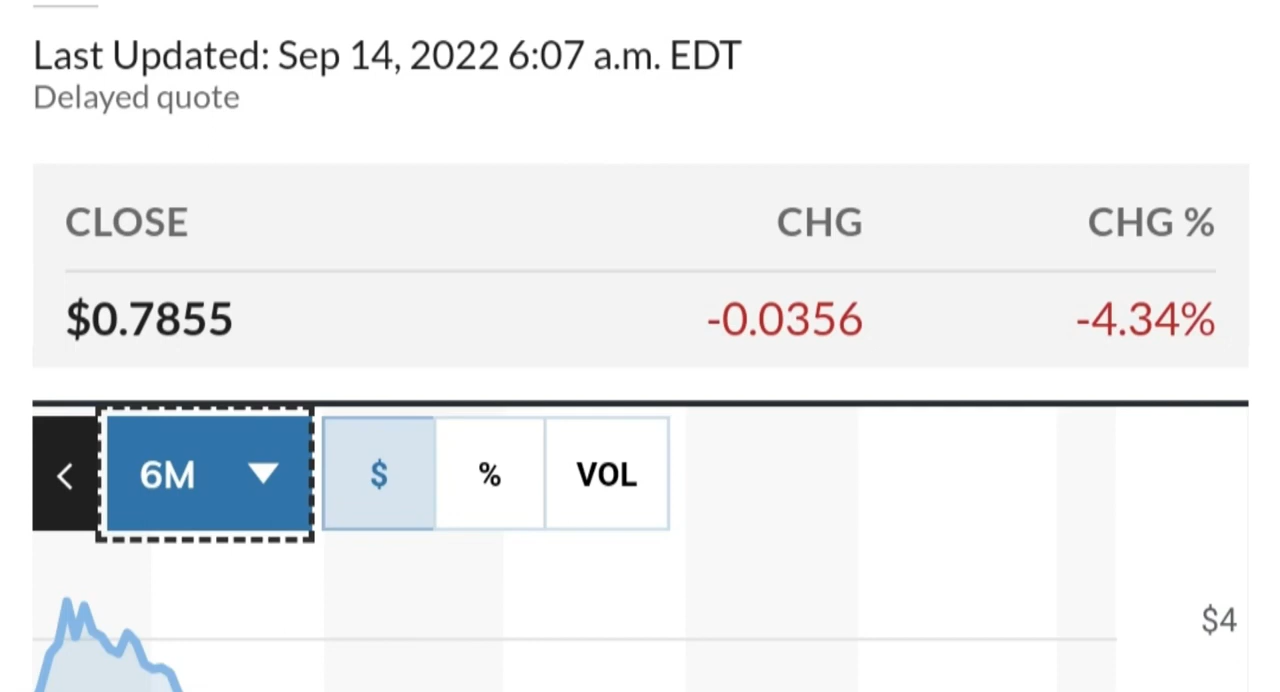 Last Updated: Sep 14, 2022 6:07 a.m. EDT
Delayed quote
CLOSE CHG CHG %
$0.7855 -0.0356 -4.34%
6M $ % VOL
$4